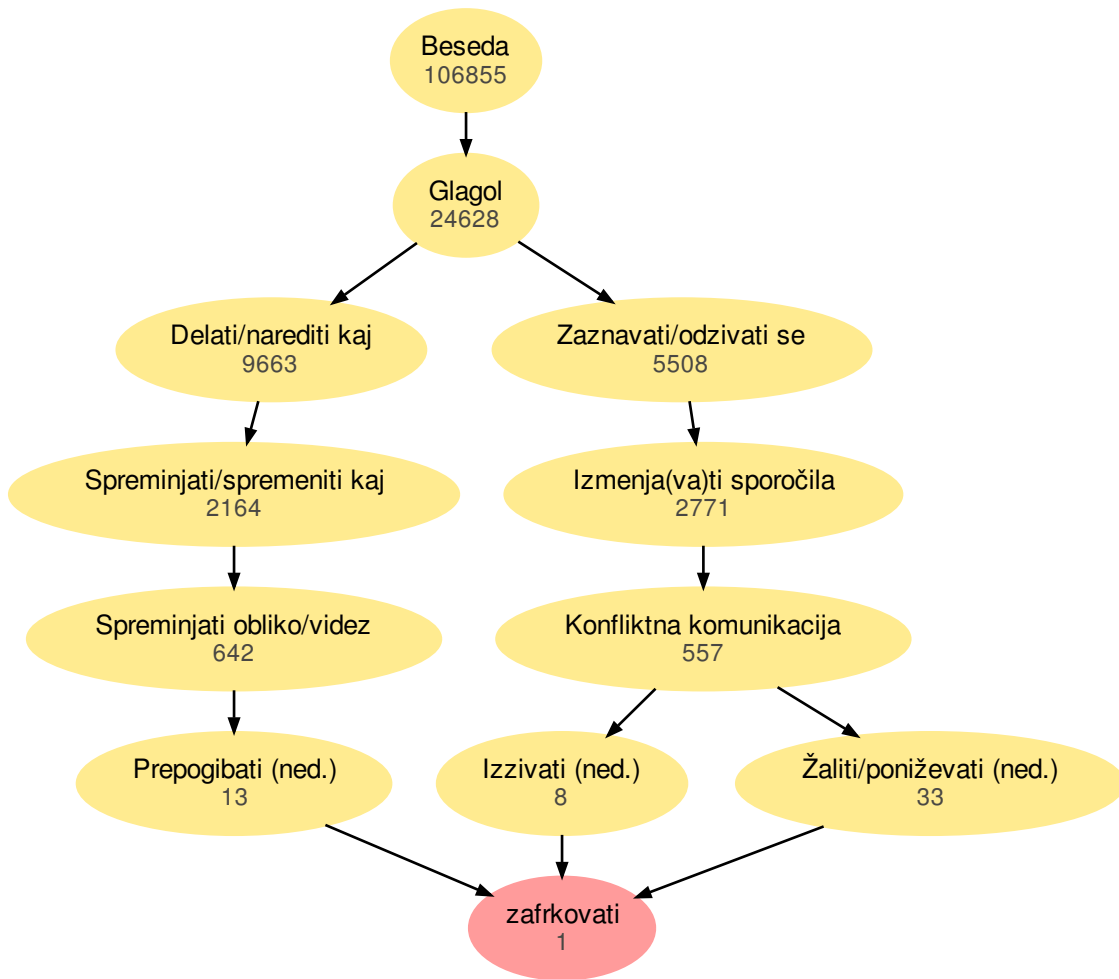 Beseda
106855
Glagol
24628
Delati/narediti kaj
9663
Zaznavati/odzivati se
5508
Spreminjati/spremeniti kaj
2164
Izmenja(va)ti sporočila
2771
Spreminjati obliko/videz
642
Konfliktna komunikacija
557
Prepogibati (ned.)
13
Izzivati (ned.)
8
Žaliti/poniževati (ned.)
33
zafrkovati
1